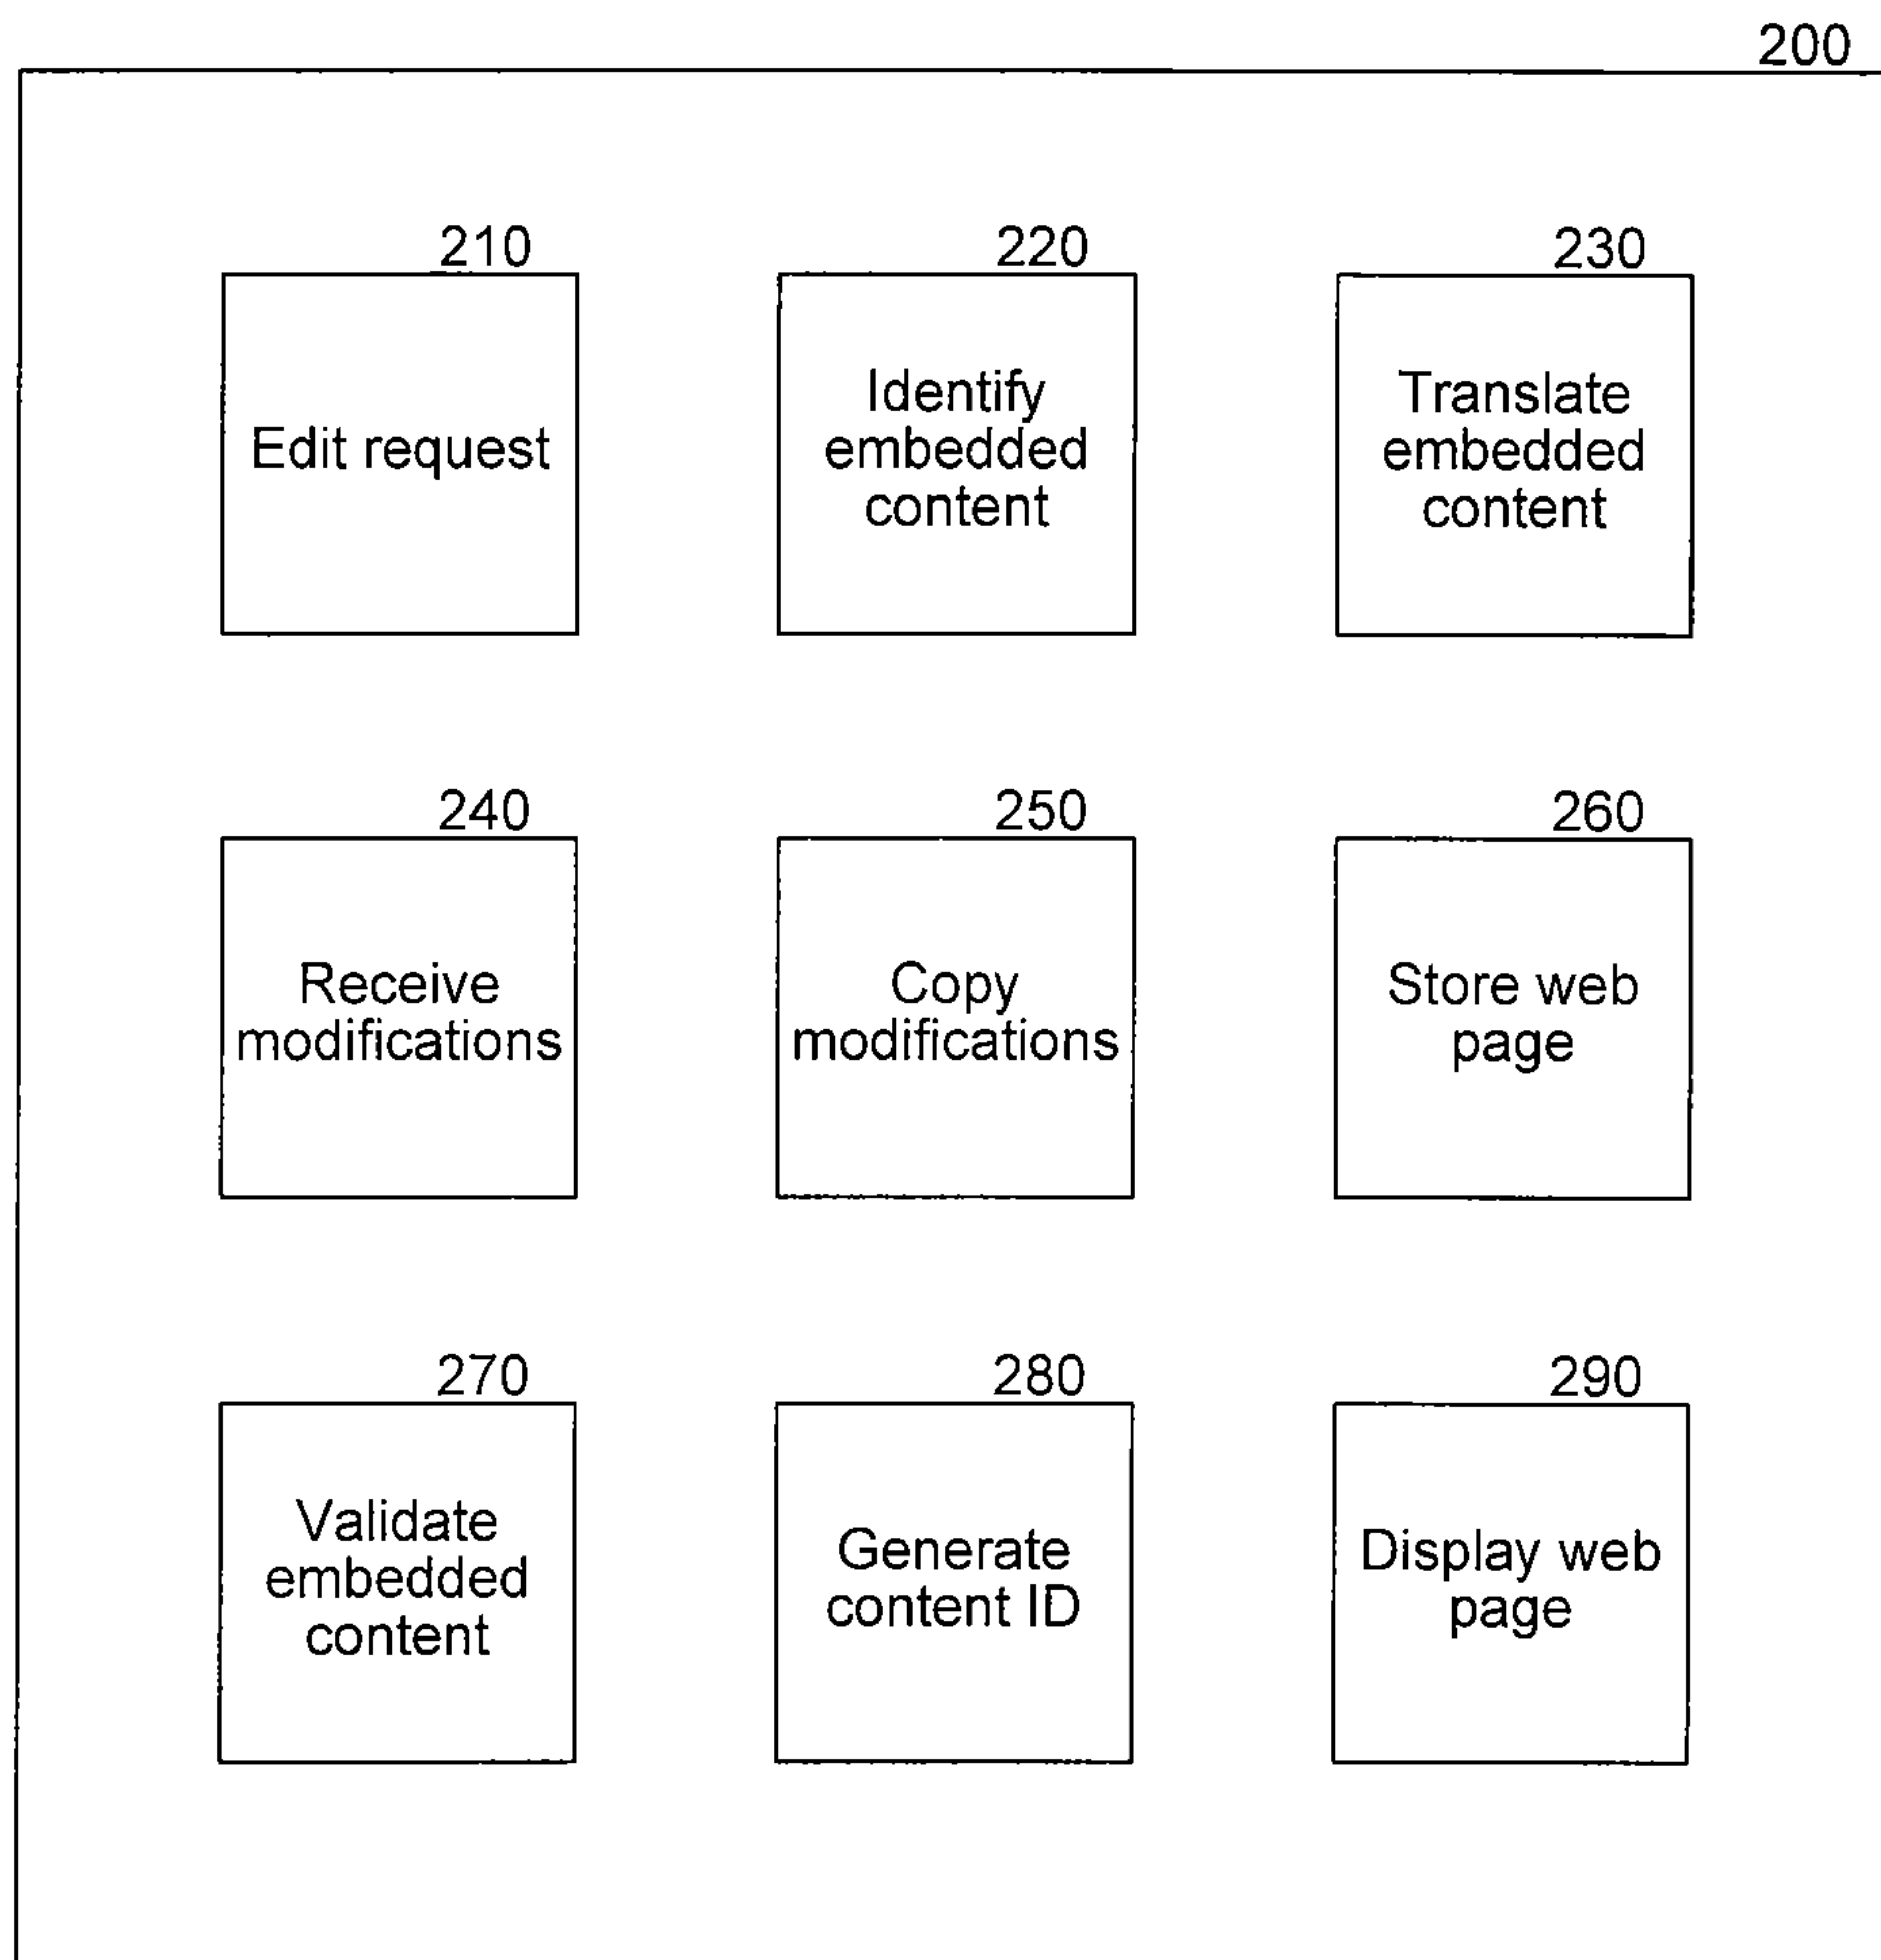 200
210
Edit request
220
Identify
embedded
content
230
Translate
embedded
content
240
Receive
modifications
250
Copy
modifications
260
Store web
page
270
Validate
embedded
content
280
Generate
content ID
290
Display web
page